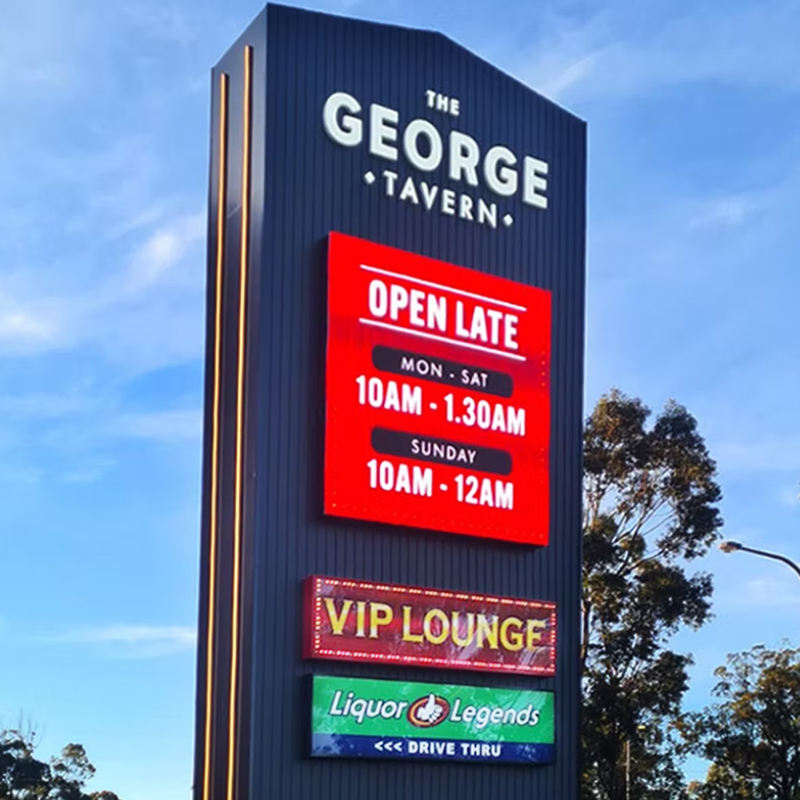 THE
GEORGE
TAVERN
OPEN LATE
MON - SAT
10AM - 1.30AM
SUNDAY
10AM - 12AM
VIP LOUNGE
Liquor Legends
<<< DRIVE THRU